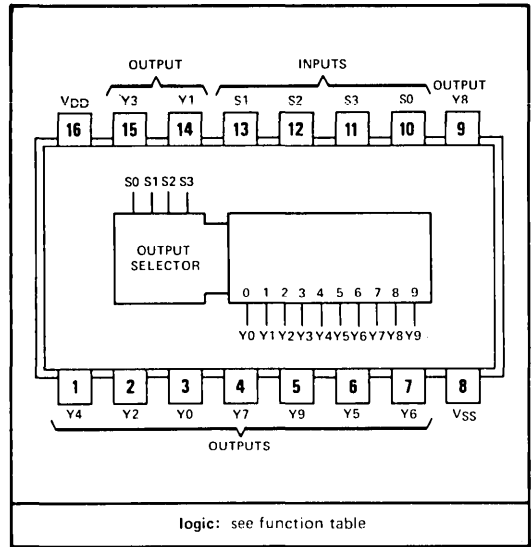 OUTPUT INPUTS OUTPUT
VDD Y3 Y1 S1 S2 S3 S0 Y8
16 15 14 13 12 11 10 9
S0 S1 S2 S3
OUTPUT
SELECTOR
0 1 2 3 4 5 6 7 8 9
Y0 Y1 Y2 Y3 Y4 Y5 Y6 Y7 Y8 Y9
1 2 3 4 5 6 7 8
Y4 Y2 Y0 Y7 Y9 Y5 Y6 VSS
OUTPUTS
logic: see function table